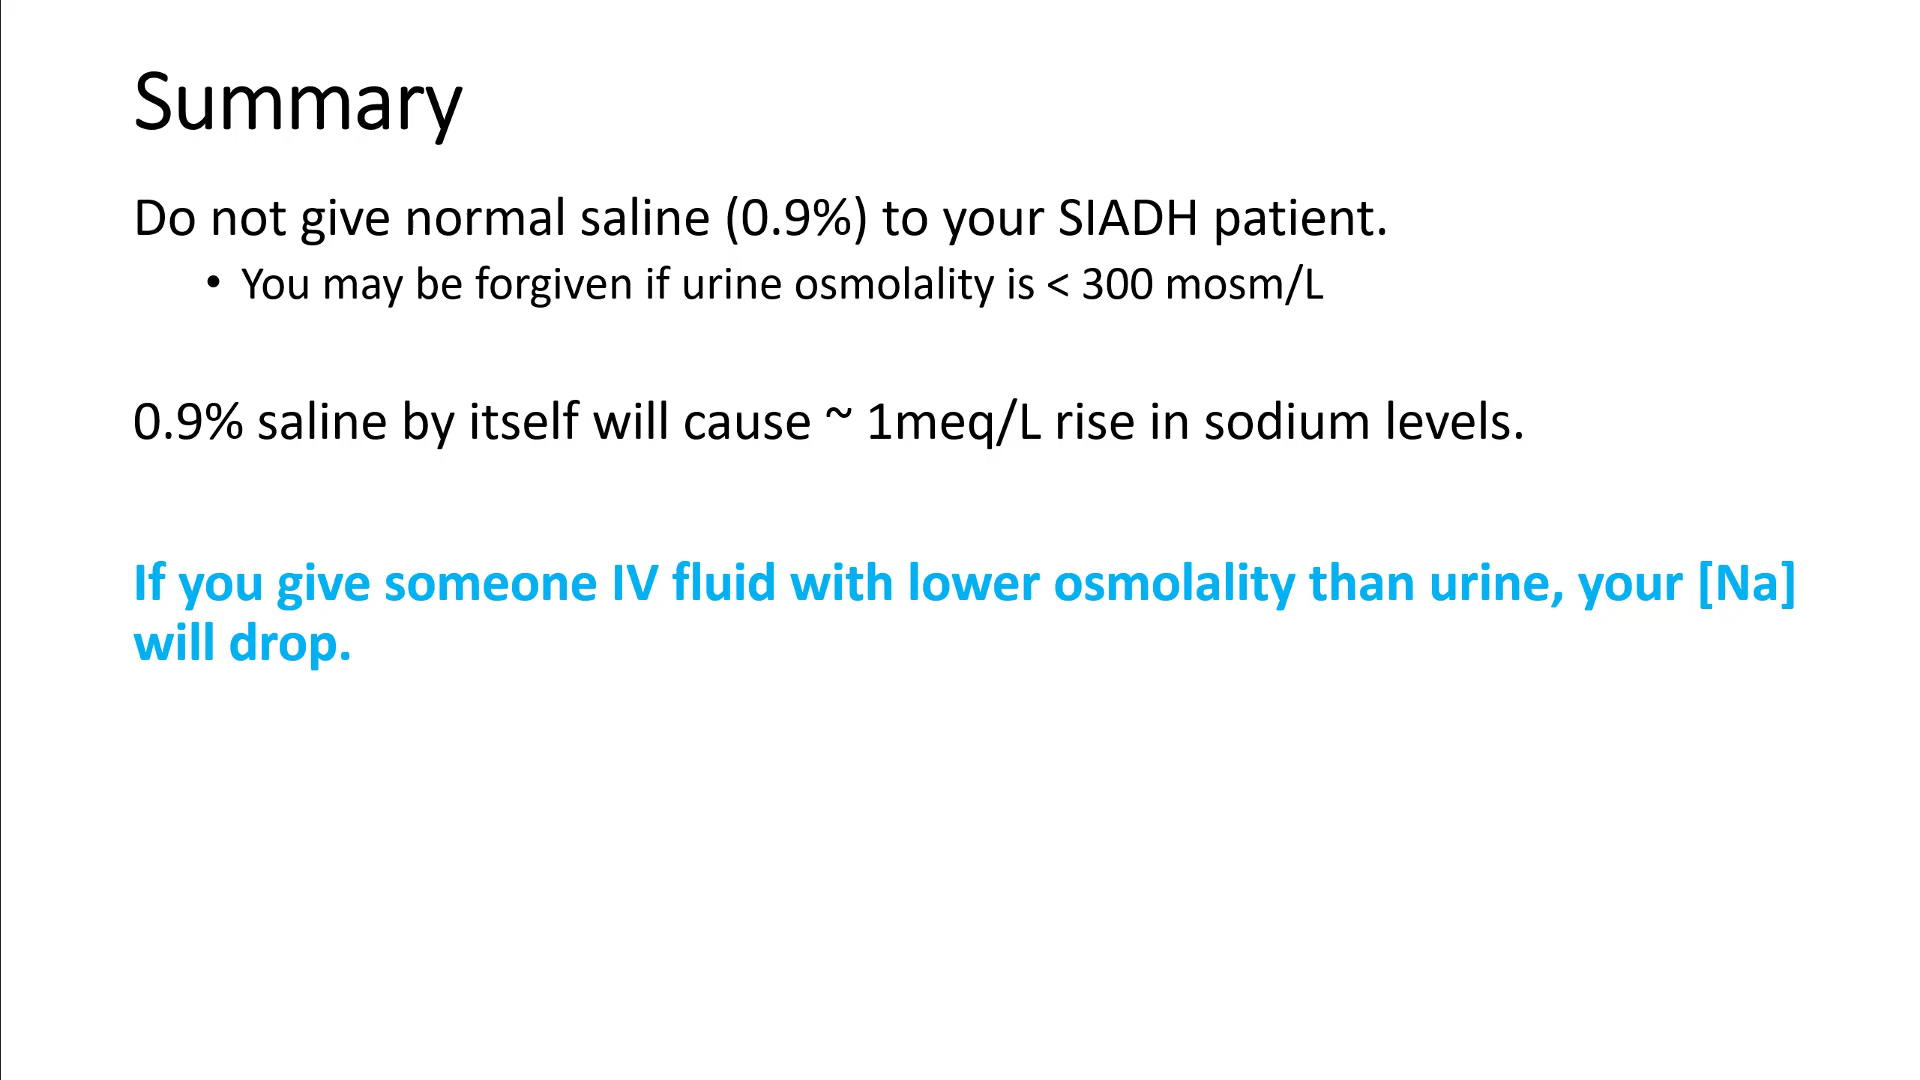 Summary
Do not give normal saline (0.9%) to your SIADH patient.
• You may be forgiven if urine osmolality is < 300 mosm/L
0.9% saline by itself will cause ~ 1meq/L rise in sodium levels.
If you give someone IV fluid with lower osmolality than urine, your [Na]
will drop.